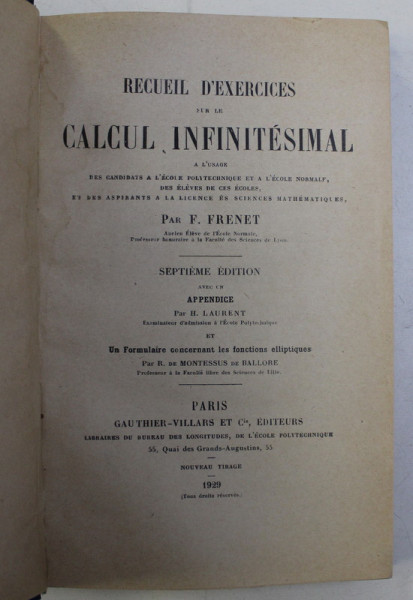 RECUEIL D'EXERCICES
SUR LE
CALCUL INFINITÉSIMAL
A L'USAGE
DES CANDIDATS A L'ÉCOLE POLYTECHNIQUE ET A L'ÉCOLE NORMALE,
DES ÉLÈVES DE CES ÉCOLES,
ET DES ASPIRANTS A LA LICENCE ÈS SCIENCES MATHÉMATIQUES,
PAR F. FRENET
Ancien Élève de l'École Normale,
Professeur honoraire à la Faculté des Sciences de Lyon.
SEPTIÈME ÉDITION
AVEC UN
APPENDICE
PAR H. LAURENT
Examinateur d'admission à l'École Polytechnique
ET
Un Formulaire concernant les fonctions elliptiques
PAR R. DE MONTESSUS DE BALLORE
Professeur à la Faculté libre des Sciences de Lille.
PARIS
GAUTHIER-VILLARS ET Cie, ÉDITEURS
LIBRAIRES DU BUREAU DES LONGITUDES, DE L'ÉCOLE POLYTECHNIQUE
55, Quai des Grands-Augustins, 55
NOUVEAU TIRAGE
1929
(Tous droits réservés.)